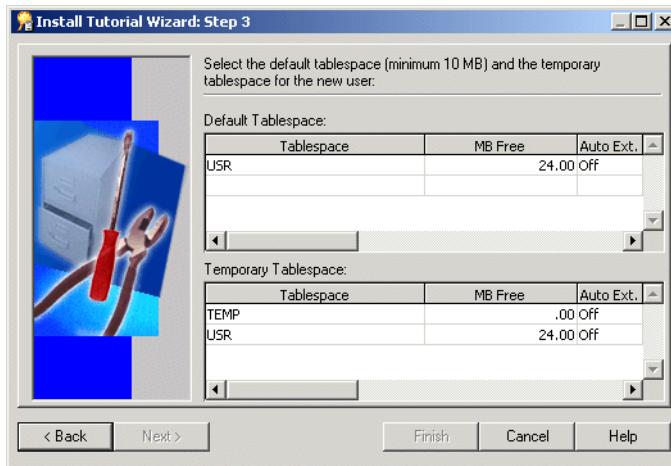 Install Tutorial Wizard: Step 3
Select the default tablespace (minimum 10 MB) and the temporary
tablespace for the new user:
Default Tablespace:
Tablespace MB Free Auto Ext.
USR 24.00 Off
Temporary Tablespace:
Tablespace MB Free Auto Ext.
TEMP .00 Off
USR 24.00 Off
< Back Next > Finish Cancel Help